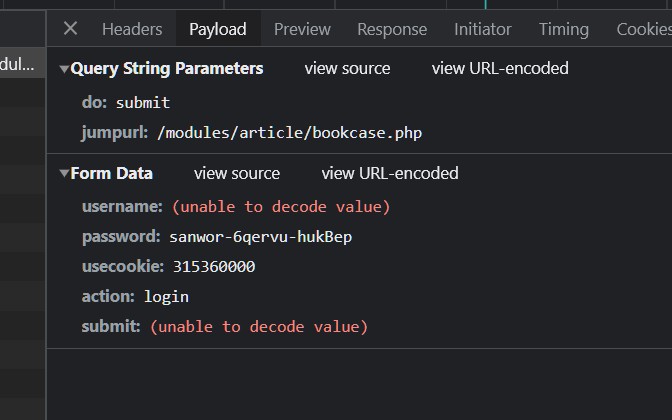 Headers Payload Preview Response Initiator Timing Cookies
dul...
Query String Parameters view source view URL-encoded
do: submit
jumpurl: /modules/article/bookcase.php
Form Data view source view URL-encoded
username: (unable to decode value)
password: sanwor-6qervu-hukBep
usecookie: 315360000
action: login
submit: (unable to decode value)